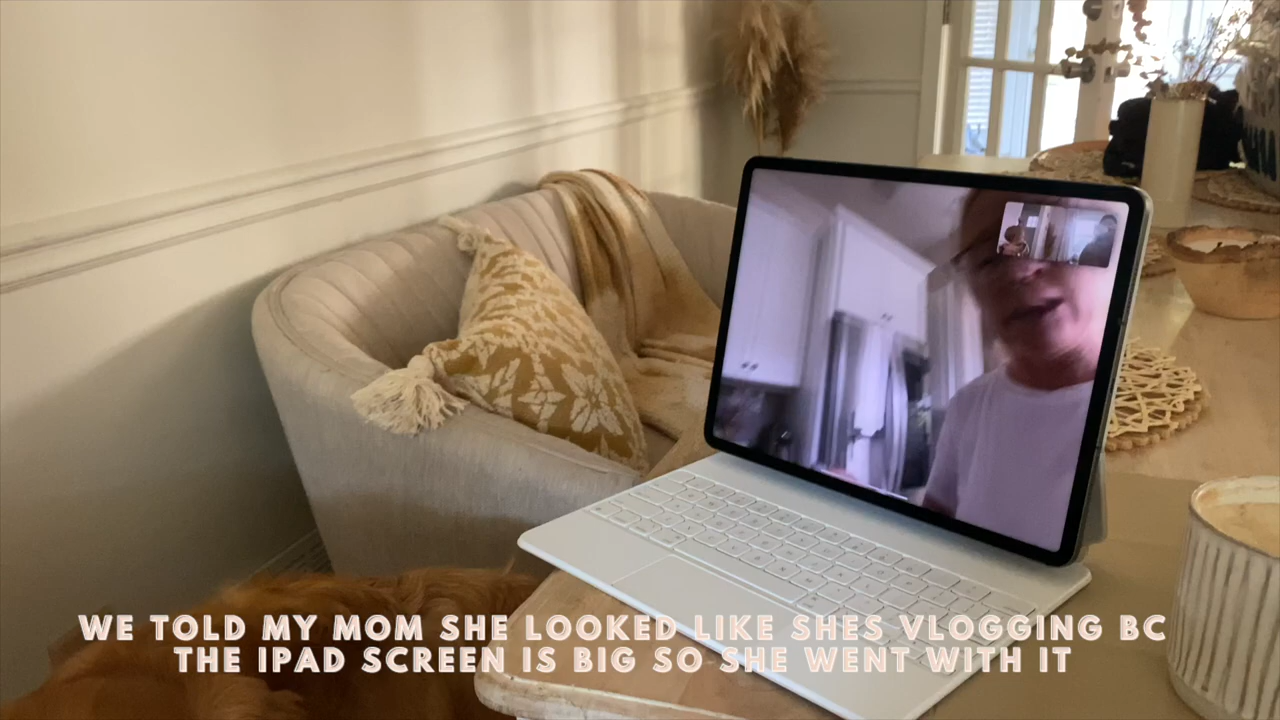 WE TOLD MY MOM SHE LOOKED LIKE SHES VLOGGING BC
THE IPAD SCREEN IS BIG SO SHE WENT WITH IT